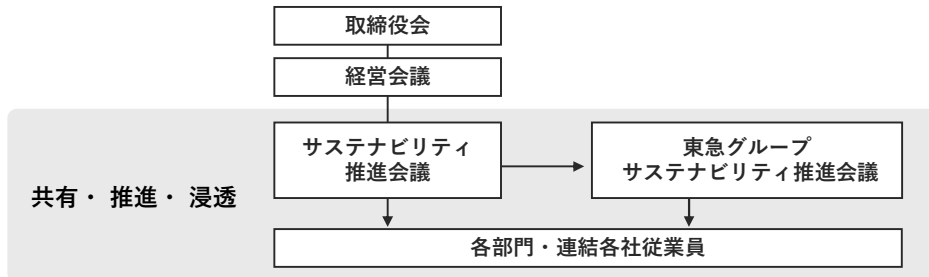 取締役会
経営会議
サステナビリティ
推進会議
東急グループ
サステナビリティ推進会議
共有・ 推進・ 浸透
各部門・連結各社従業員